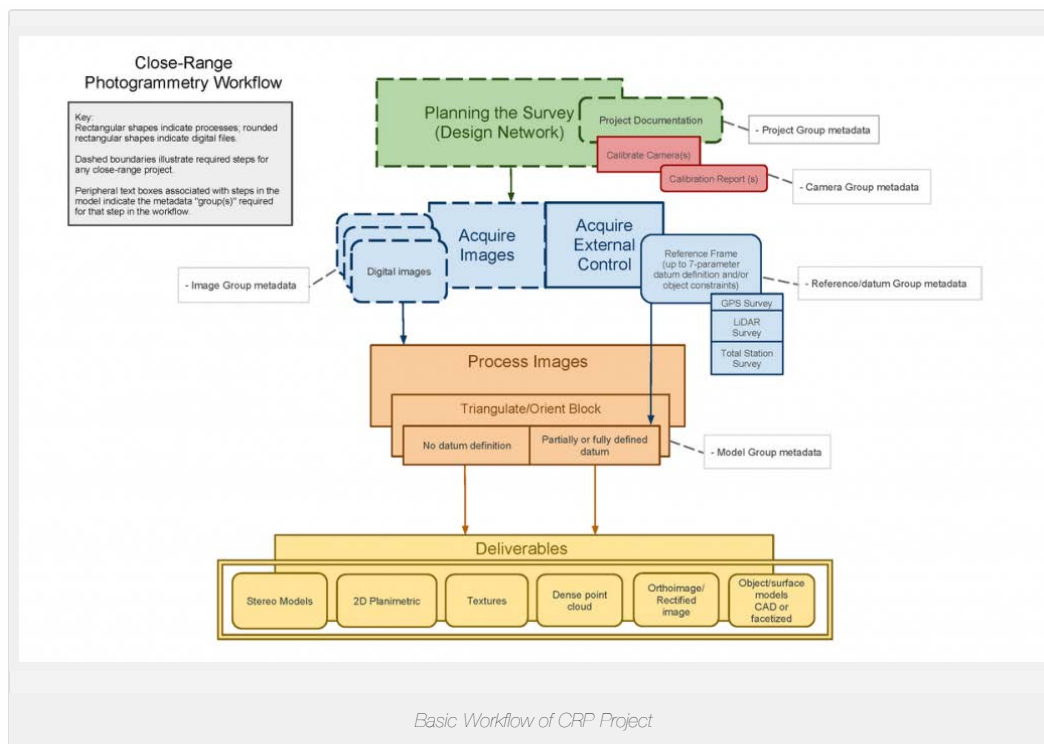 Close-Range
Photogrammetry Workflow
Key:
Rectangular shapes indicate processes; rounded
rectangular shapes indicate digital files.
Dashed boundaries illustrate required steps for
any close-range project.
Peripheral text boxes associated with steps in the
model indicate the metadata "group(s)" required
for that step in the workflow.
Planning the Survey
(Design Network)
Project Documentation
- Project Group metadata
Calibrate Camera(s)
Calibration Report (s)
- Camera Group metadata
Digital images
- Image Group metadata
Acquire
Images
Acquire
External
Control
Reference Frame
(up to 7-parameter
datum definition and/or
object constraints)
- Reference/datum Group metadata
GPS Survey
LiDAR
Survey
Total Station
Survey
Process Images
Triangulate/Orient Block
No datum definition
Partially or fully defined
datum
- Model Group metadata
Deliverables
Stereo Models
2D Planimetric
Textures
Dense point
cloud
Orthoimage/
Rectified
image
Object/surface
models
CAD or
facetized
Basic Workflow of CRP Project